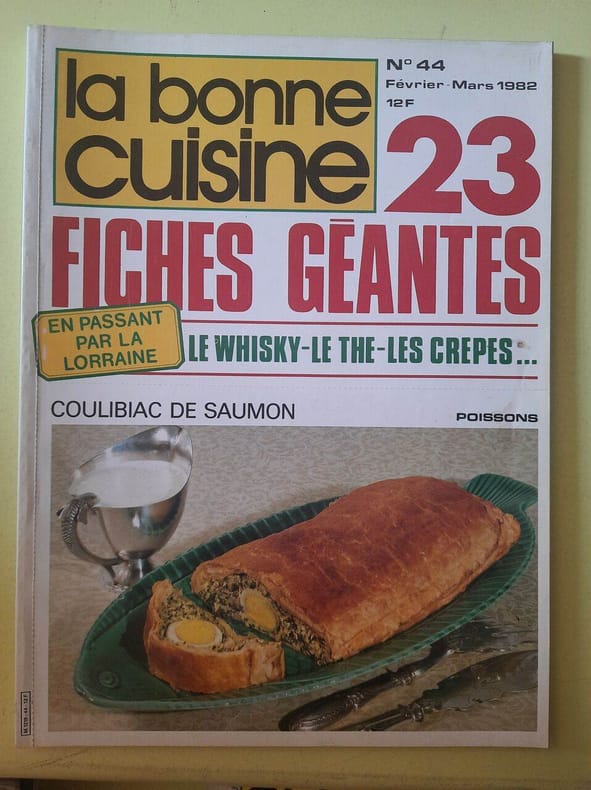 la bonne
cuisine
N° 44
Février - Mars 1982
12 F
23
FICHES GÉANTES
EN PASSANT
PAR LA
LORRAINE
LE WHISKY-LE THE-LES CREPES...
COULIBIAC DE SAUMON
POISSONS